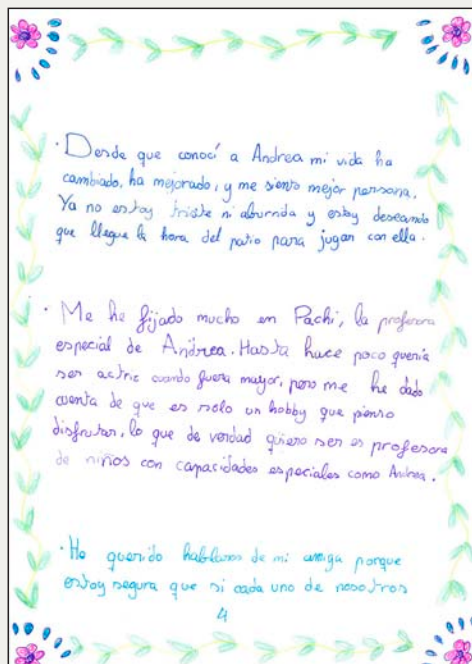 · Desde que conocí a Andrea mi vida ha
cambiado, ha mejorado, y me siento mejor persona.
Ya no estoy triste ni aburrida y estoy deseando
que llegue la hora del patio para jugar con ella.
· Me he fijado mucho en Pachi, la profesora
especial de Andrea. Hasta hace poco quería
ser actriz cuando fuera mayor, pero me he dado
cuenta de que es solo un hobby que pienso
disfrutar, lo que de verdad quiero ser es profesora
de niños con capacidades especiales como Andrea.
· He querido hablaros de mi amiga porque
estoy segura que si cada uno de nosotros
4